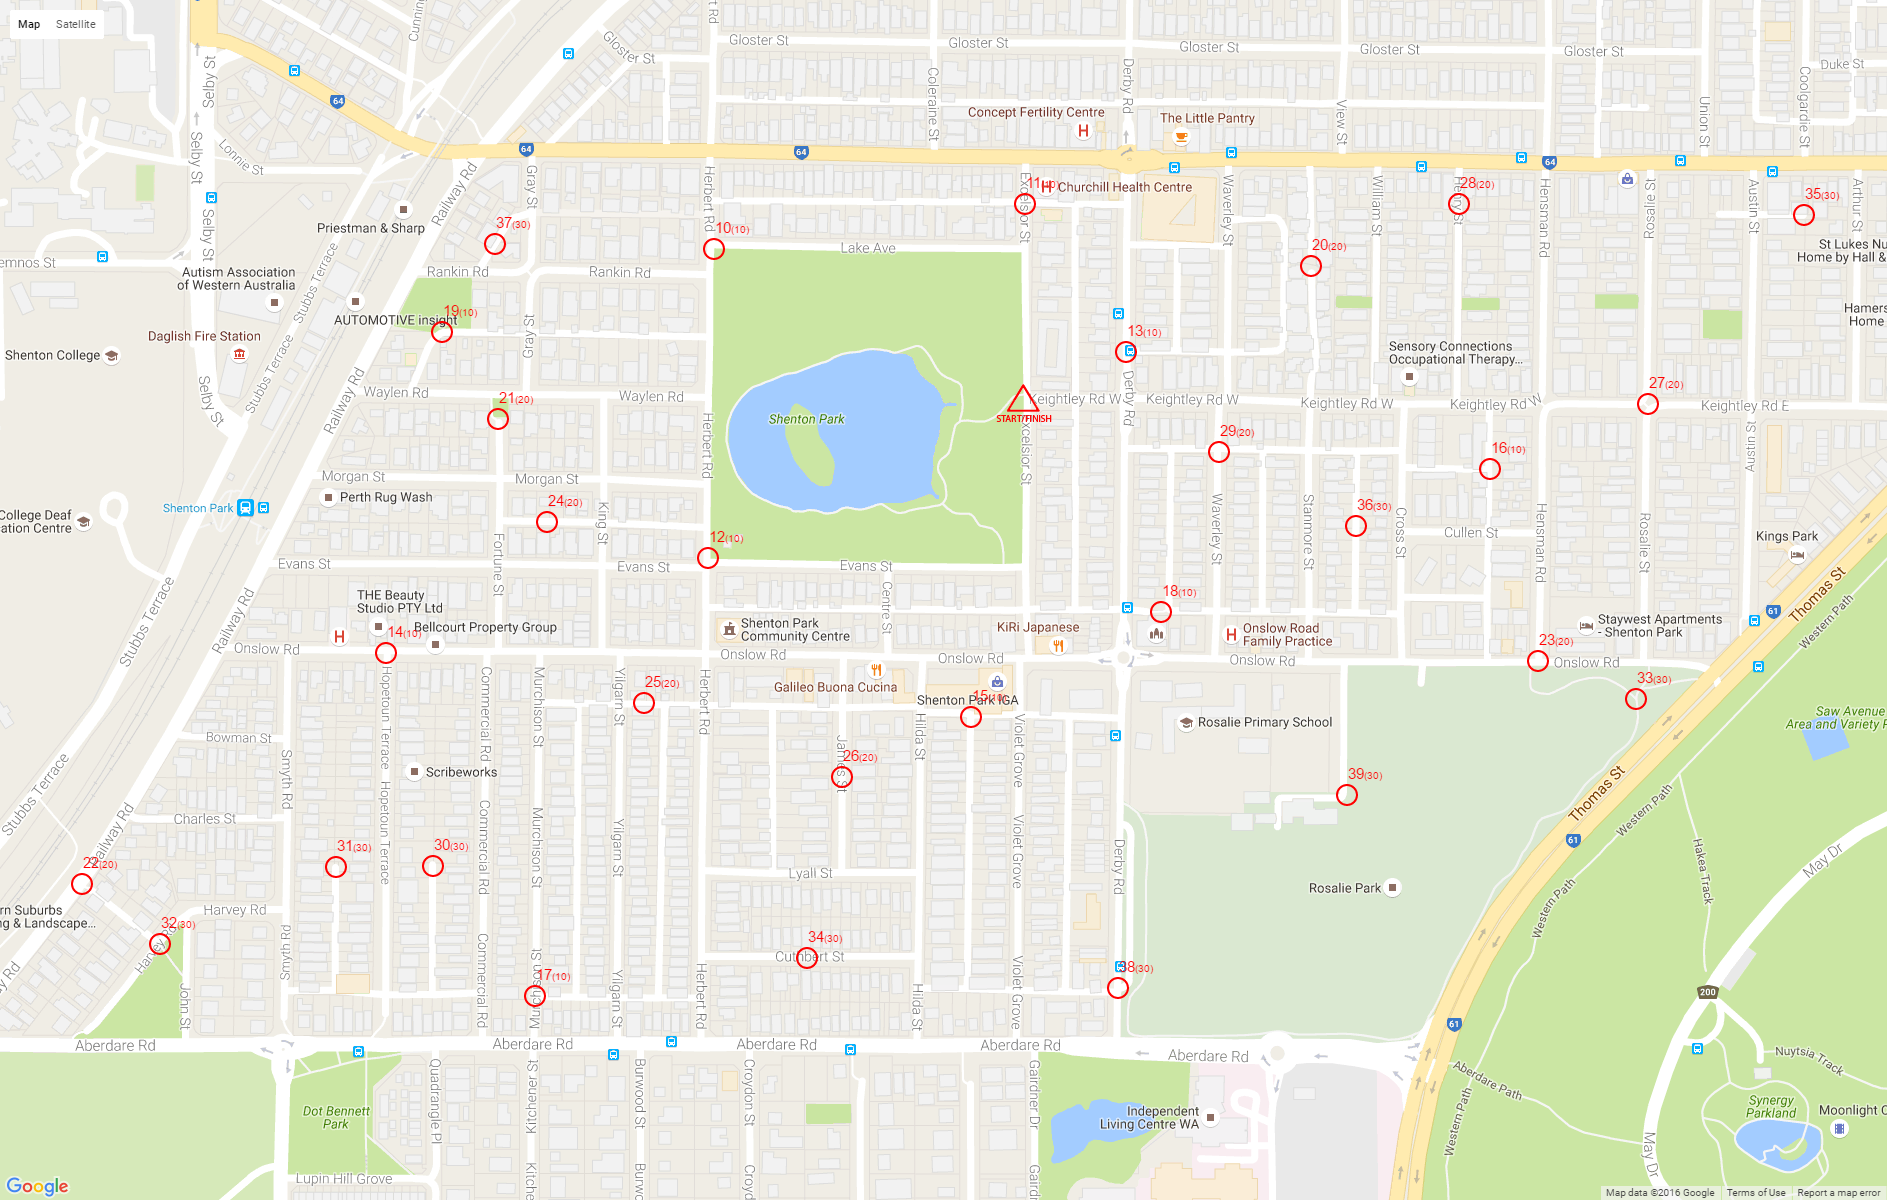 Map Satellite
Gloster St
Gloster St
Gloster St
Gloster St
Gloster St
Gloster St
Duke St
Herbert Rd
Coleraine St
Derby Rd
View St
Union St
Coolgardie St
Selby St
Selby St
Selby St
Selby St
Lonnie St
64
64
64
64
Concept Fertility Centre
The Little Pantry
Churchill Health Centre
11
Railway Rd
Gray St
Herbert Rd
Excelsior St
Waverley St
William St
28(20)
Hensman Rd
Rosalie St
Austin St
Arthur St
35(30)
Priestman & Sharp
37(30)
10(10)
Lake Ave
20(20)
St Lukes Nu
Home by Hall &
Stubbs Terrace
Rankin Rd
Rankin Rd
Autism Association
of Western Australia
AUTOMOTIVE insight
19(10)
Daglish Fire Station
Shenton College
Gray St
13(10)
Hamers
Home
Sensory Connections
Occupational Therapy...
Stubbs Terrace
Railway Rd
Waylen Rd
Waylen Rd
21(20)
Shenton Park
START/FINISH
Keightley Rd W
Keightley Rd W
Keightley Rd W
Keightley Rd W
27(20)
Keightley Rd E
Derby Rd
29(20)
16(10)
Herbert Rd
Excelsior St
Austin St
Morgan St
Morgan St
Perth Rug Wash
Shenton Park
24(20)
King St
College Deaf
ation Centre
12(10)
Waverley St
Stanmore St
36(30)
Cross St
Cullen St
Hensman Rd
Rosalie St
Kings Park
Evans St
Evans St
Evans St
Fortune St
Centre St
18(10)
THE Beauty
Studio PTY Ltd
Bellcourt Property Group
14(10)
Shenton Park
Community Centre
KiRi Japanese
Onslow Road
Family Practice
Staywest Apartments
- Shenton Park
61
Thomas St
Western Path
Stubbs Terrace
Railway Rd
Onslow Rd
Onslow Rd
Onslow Rd
Onslow Rd
Onslow Rd
23(20)
33(30)
Hopetoun Terrace
Commercial Rd
Murchison St
Yilgarn St
25(20)
Herbert Rd
Galileo Buona Cucina
Shenton Park IGA
15(10)
Hilda St
Violet Grove
Rosalie Primary School
Saw Avenue
Area and Variety P
Bowman St
Smyth Rd
Scribeworks
James St
26(20)
39(30)
Thomas St
Western Path
Stubbs Terrace
Railway Rd
Charles St
Hopetoun Terrace
Commercial Rd
Murchison St
Yilgarn St
Violet Grove
Derby Rd
61
May Dr
Hakea Track
31(30)
30(30)
22(20)
Lyall St
Rosalie Park
Western Path
rn Suburbs
ng & Landscape...
Harvey Rd
32(30)
Harvey Rd
Smyth Rd
Commercial Rd
34(30)
Cuthbert St
17(10)
Murchison St
Yilgarn St
Herbert Rd
Hilda St
Violet Grove
38(30)
John St
200
61
Aberdare Rd
Aberdare Rd
Aberdare Rd
Aberdare Rd
Aberdare Rd
Aberdare Path
Nuytsia Track
Quadrangle Pl
Kitchener St
Burwood St
Croydon St
Gairdner Dr
Dot Bennett
Park
Independent
Living Centre WA
Synergy
Parkland
Moonlight C
Western Path
May Dr
Lupin Hill Grove
Google
Map data ©2016 Google Terms of Use Report a map error